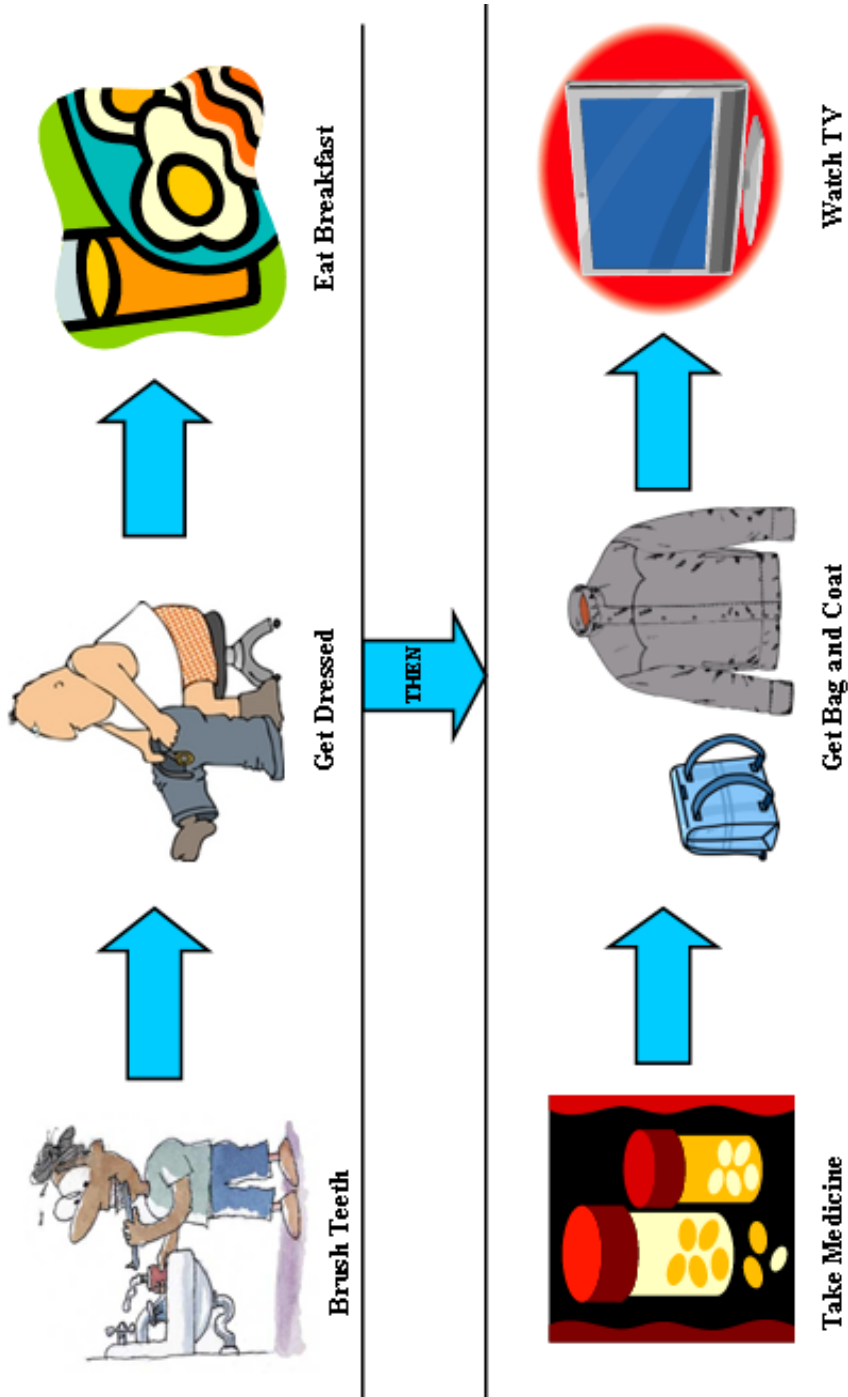 Brush Teeth
Get Dressed
Eat Breakfast
THEN
Take Medicine
Get Bag and Coat
Watch TV